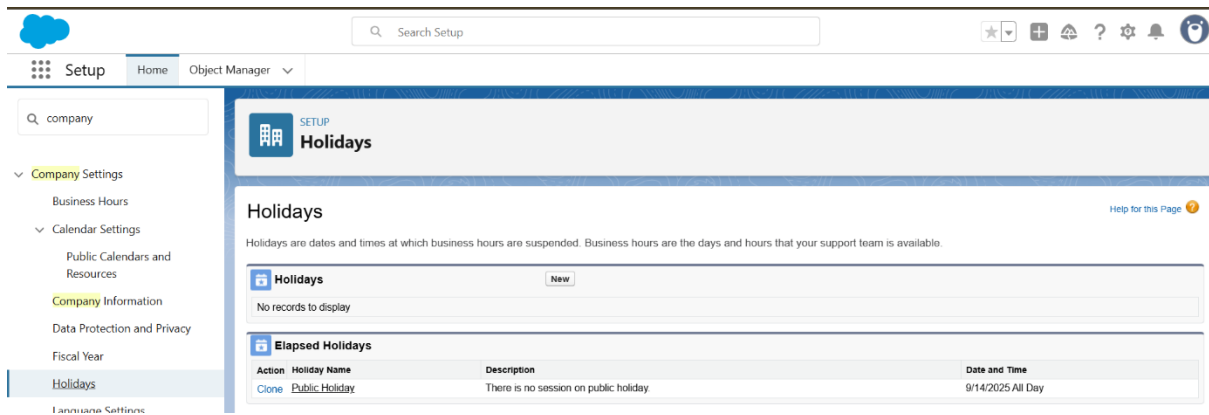 Search Setup
Setup Home Object Manager
company
Company Settings
Business Hours
Calendar Settings
Public Calendars and
Resources
Company Information
Data Protection and Privacy
Fiscal Year
Holidays
Language Settings
SETUP
Holidays
Holidays
Help for this Page
Holidays are dates and times at which business hours are suspended. Business hours are the days and hours that your support team is available.
Holidays New
No records to display
Elapsed Holidays
Action Holiday Name Description Date and Time
Clone Public Holiday There is no session on public holiday. 9/14/2025 All Day